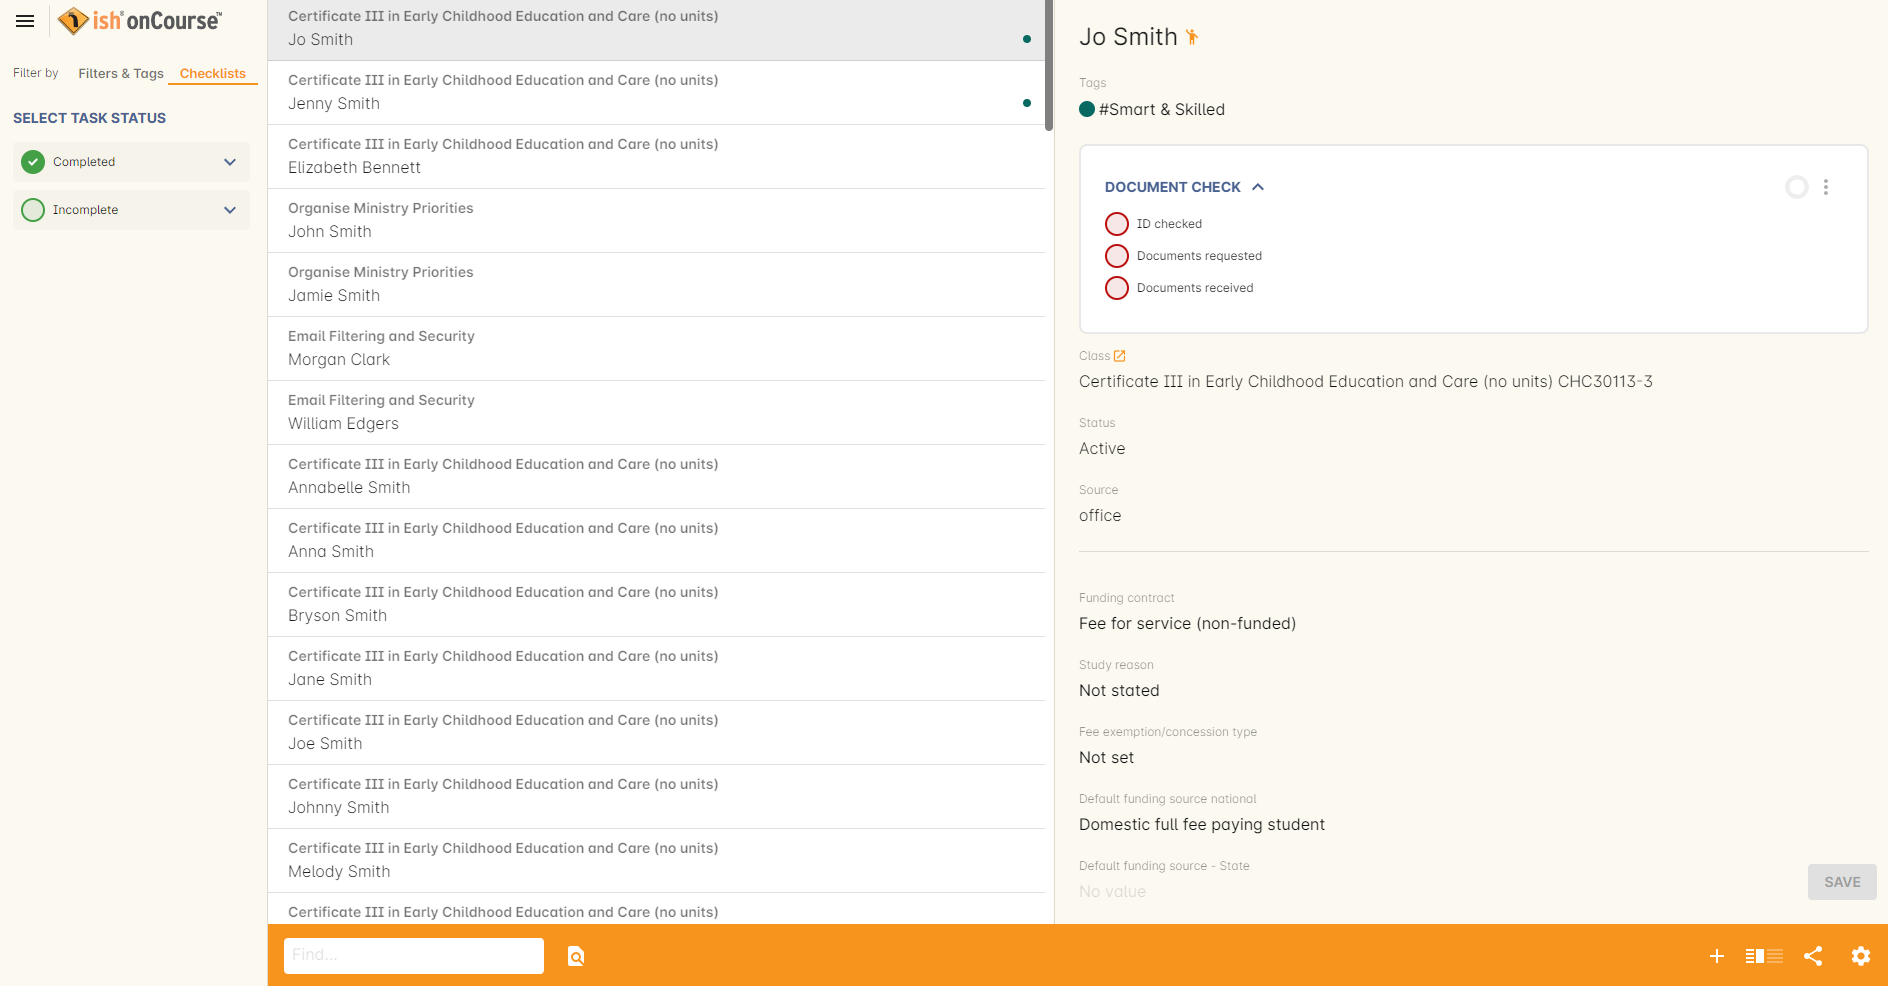 ish onCourse™
Filter by Filters & Tags Checklists
SELECT TASK STATUS
Completed
Incomplete
Certificate III in Early Childhood Education and Care (no units)
Jo Smith
Certificate III in Early Childhood Education and Care (no units)
Jenny Smith
Certificate III in Early Childhood Education and Care (no units)
Elizabeth Bennett
Organise Ministry Priorities
John Smith
Organise Ministry Priorities
Jamie Smith
Email Filtering and Security
Morgan Clark
Email Filtering and Security
William Edgers
Certificate III in Early Childhood Education and Care (no units)
Annabelle Smith
Certificate III in Early Childhood Education and Care (no units)
Anna Smith
Certificate III in Early Childhood Education and Care (no units)
Bryson Smith
Certificate III in Early Childhood Education and Care (no units)
Jane Smith
Certificate III in Early Childhood Education and Care (no units)
Joe Smith
Certificate III in Early Childhood Education and Care (no units)
Johnny Smith
Certificate III in Early Childhood Education and Care (no units)
Melody Smith
Certificate III in Early Childhood Education and Care (no units)
Find...
Jo Smith
Tags
#Smart & Skilled
DOCUMENT CHECK
ID checked
Documents requested
Documents received
Class
Certificate III in Early Childhood Education and Care (no units) CHC30113-3
Status
Active
Source
office
Funding contract
Fee for service (non-funded)
Study reason
Not stated
Fee exemption/concession type
Not set
Default funding source national
Domestic full fee paying student
Default funding source - State
No value
SAVE